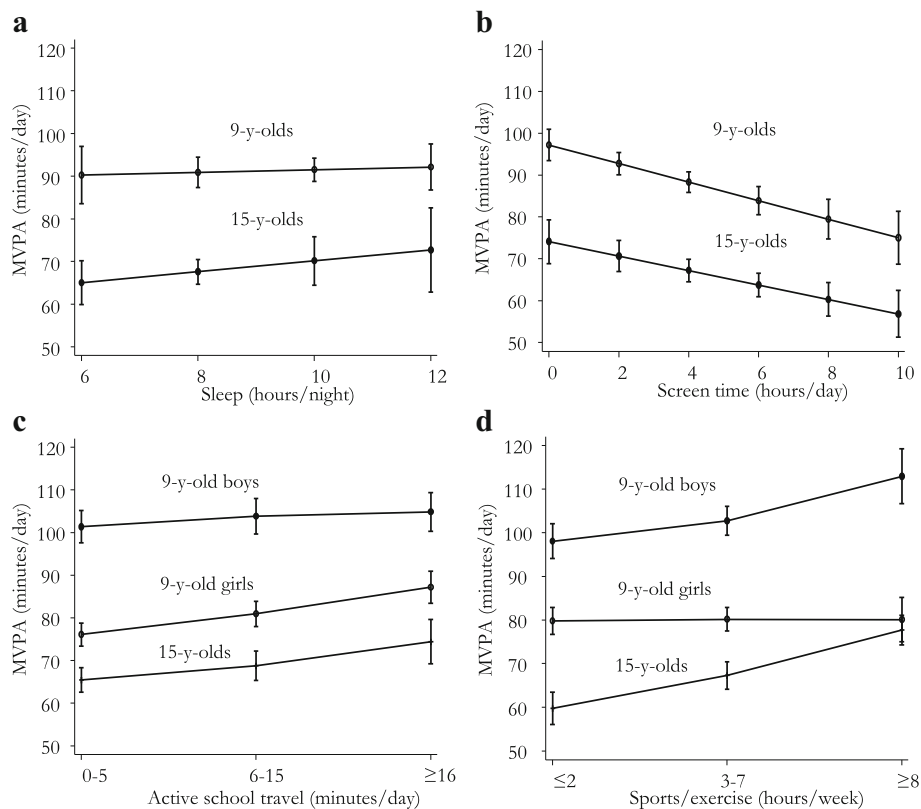 a
MVPA (minutes/day)
120
110
100
90
80
70
60
50
9-y-olds
15-y-olds
6 8 10 12
Sleep (hours/night)
b
MVPA (minutes/day)
120
110
100
90
80
70
60
50
9-y-olds
15-y-olds
0 2 4 6 8 10
Screen time (hours/day)
c
MVPA (minutes/day)
120
110
100
90
80
70
60
50
9-y-old boys
9-y-old girls
15-y-olds
0-5 6-15 ≥16
Active school travel (minutes/day)
d
MVPA (minutes/day)
120
110
100
90
80
70
60
50
9-y-old boys
9-y-old girls
15-y-olds
≤2 3-7 ≥8
Sports/exercise (hours/week)